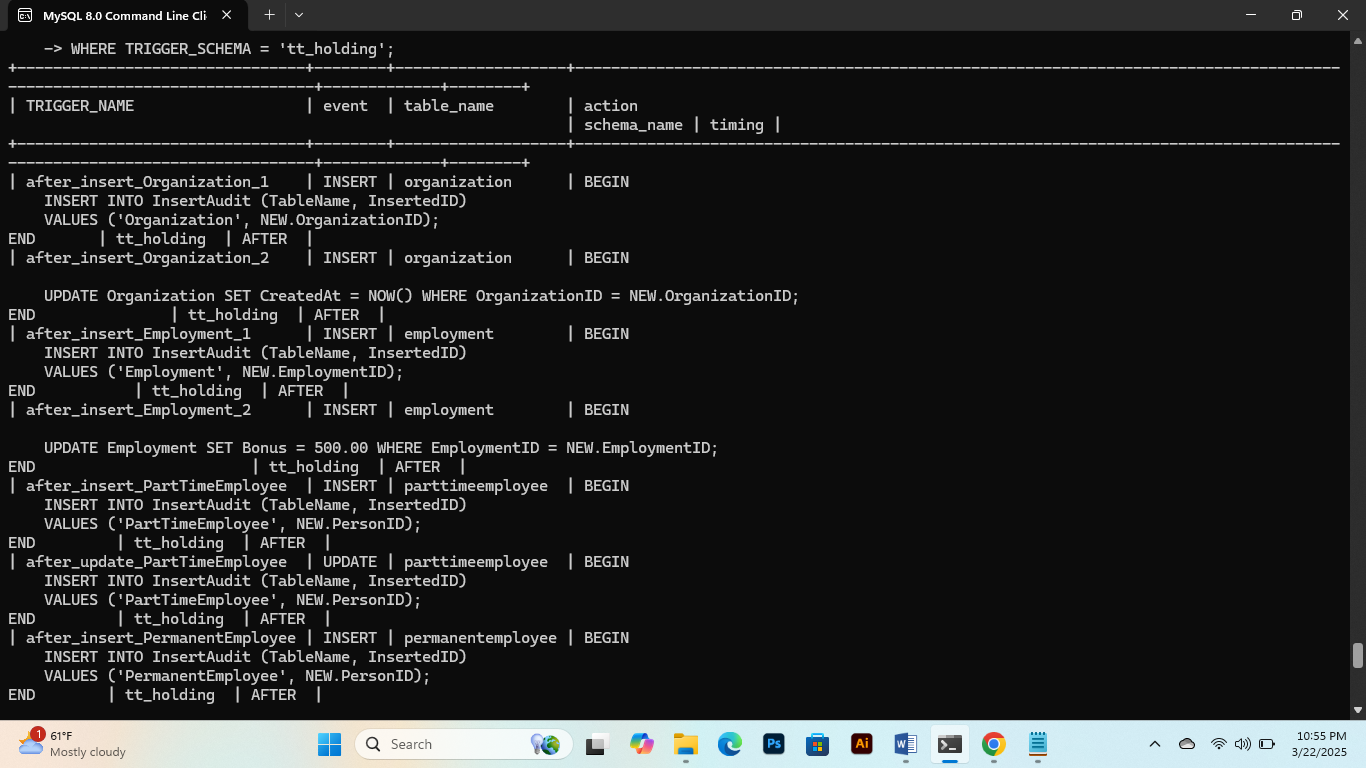 MySQL 8.0 Command Line Cli
-> WHERE TRIGGER_SCHEMA = 'tt_holding';
+--------------------------------+--------+-------------------+-------------------------------------------------------------------------------------
----------------------------------+-------------+--------+
| TRIGGER_NAME | event | table_name | action
| schema_name | timing |
+--------------------------------+--------+-------------------+-------------------------------------------------------------------------------------
----------------------------------+-------------+--------+
| after_insert_Organization_1 | INSERT | organization | BEGIN
INSERT INTO InsertAudit (TableName, InsertedID)
VALUES ('Organization', NEW.OrganizationID);
END | tt_holding | AFTER |
| after_insert_Organization_2 | INSERT | organization | BEGIN
UPDATE Organization SET CreatedAt = NOW() WHERE OrganizationID = NEW.OrganizationID;
END | tt_holding | AFTER |
| after_insert_Employment_1 | INSERT | employment | BEGIN
INSERT INTO InsertAudit (TableName, InsertedID)
VALUES ('Employment', NEW.EmploymentID);
END | tt_holding | AFTER |
| after_insert_Employment_2 | INSERT | employment | BEGIN
UPDATE Employment SET Bonus = 500.00 WHERE EmploymentID = NEW.EmploymentID;
END | tt_holding | AFTER |
| after_insert_PartTimeEmployee | INSERT | parttimeemployee | BEGIN
INSERT INTO InsertAudit (TableName, InsertedID)
VALUES ('PartTimeEmployee', NEW.PersonID);
END | tt_holding | AFTER |
| after_update_PartTimeEmployee | UPDATE | parttimeemployee | BEGIN
INSERT INTO InsertAudit (TableName, InsertedID)
VALUES ('PartTimeEmployee', NEW.PersonID);
END | tt_holding | AFTER |
| after_insert_PermanentEmployee | INSERT | permanentemployee | BEGIN
INSERT INTO InsertAudit (TableName, InsertedID)
VALUES ('PermanentEmployee', NEW.PersonID);
END | tt_holding | AFTER |
1
61°F
Mostly cloudy
Search
Ps
Ai
W
10:55 PM
3/22/2025